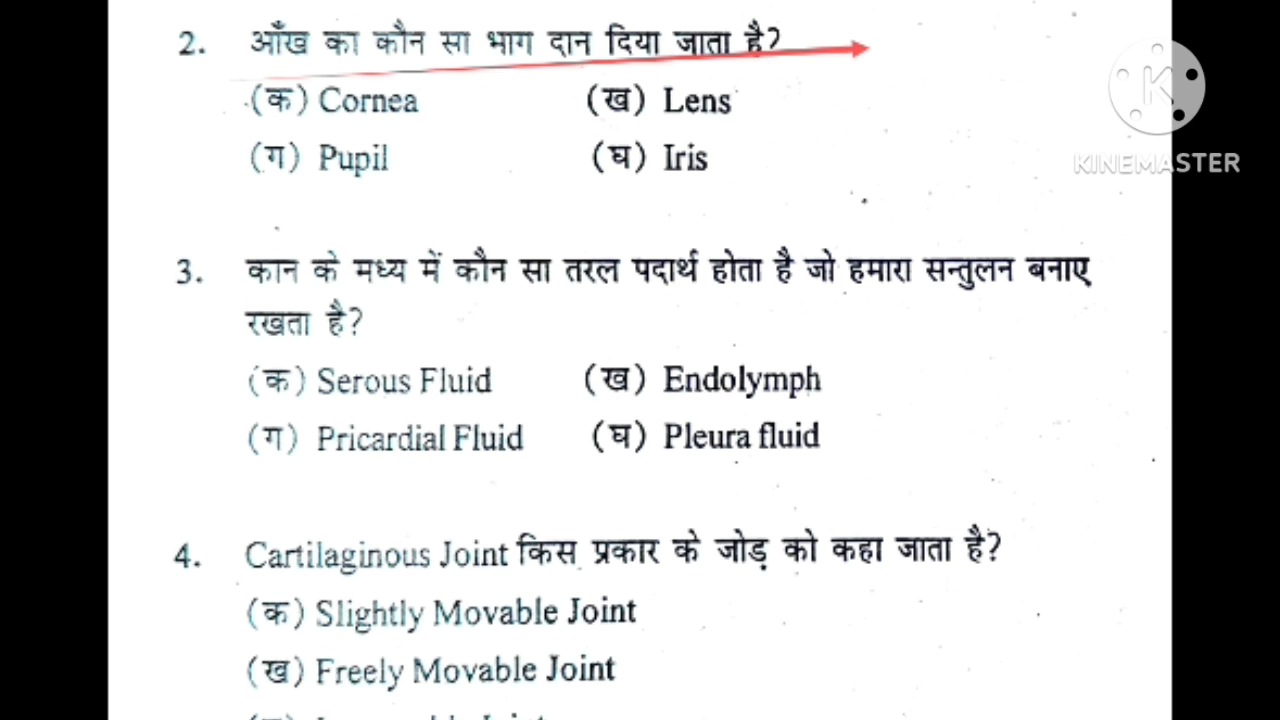 2. आँख का कौन सा भाग दान दिया जाता है?
(क) Cornea (ख) Lens
(ग) Pupil (घ) Iris
K
KINEMASTER
3. कान के मध्य में कौन सा तरल पदार्थ होता है जो हमारा सन्तुलन बनाए
रखता है?
(क) Serous Fluid (ख) Endolymph
(ग) Pricardial Fluid (घ) Pleura fluid
4. Cartilaginous Joint किस प्रकार के जोड़ को कहा जाता है?
(क) Slightly Movable Joint
(ख) Freely Movable Joint